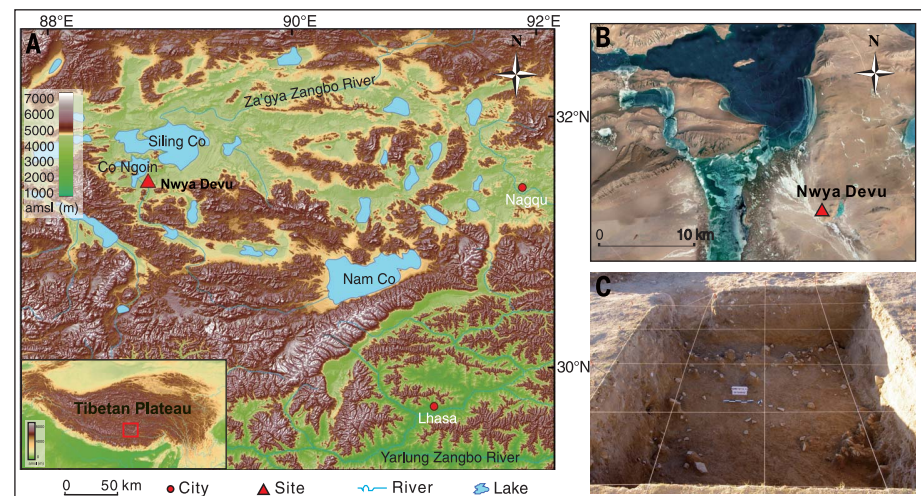 88°E
90°E
92°E
A
N
Za'gya Zangbo River
7000
6000
5000
4000
3000
2000
1000
amsl (m)
32°N
Siling Co
Co Ngoin
Nwya Devu
Nagqu
Nam Co
30°N
Tibetan Plateau
Lhasa
Yarlung Zangbo River
0 50 km
City
Site
River
Lake
B
N
Nwya Devu
0 10 km
C